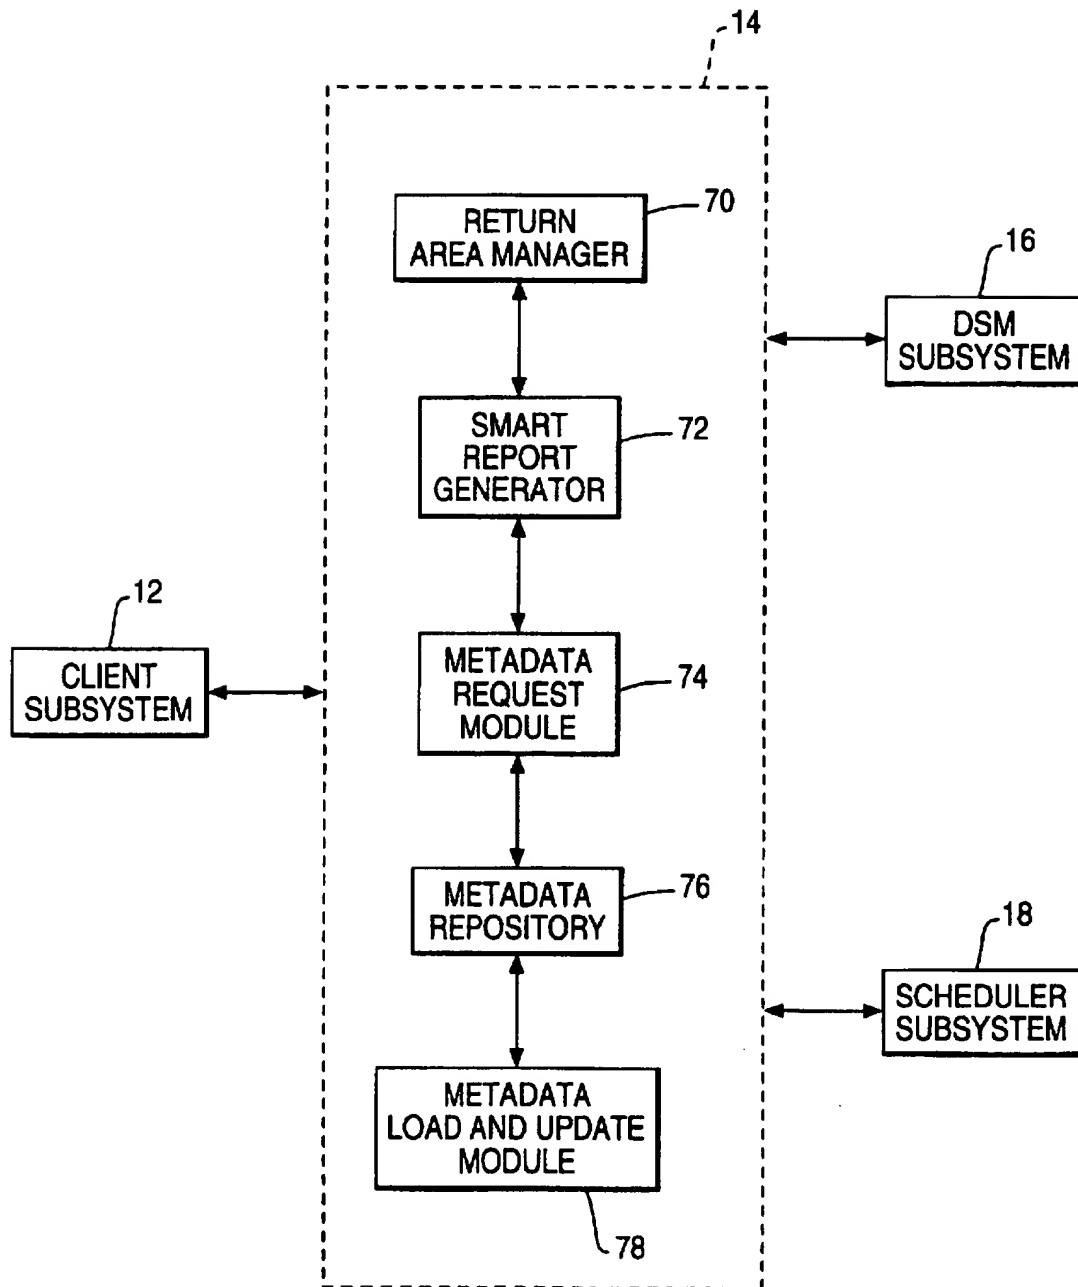 14
RETURN
AREA MANAGER
70
16
DSM
SUBSYSTEM
SMART
REPORT
GENERATOR
72
12
CLIENT
SUBSYSTEM
METADATA
REQUEST
MODULE
74
METADATA
REPOSITORY
76
18
SCHEDULER
SUBSYSTEM
METADATA
LOAD AND UPDATE
MODULE
78